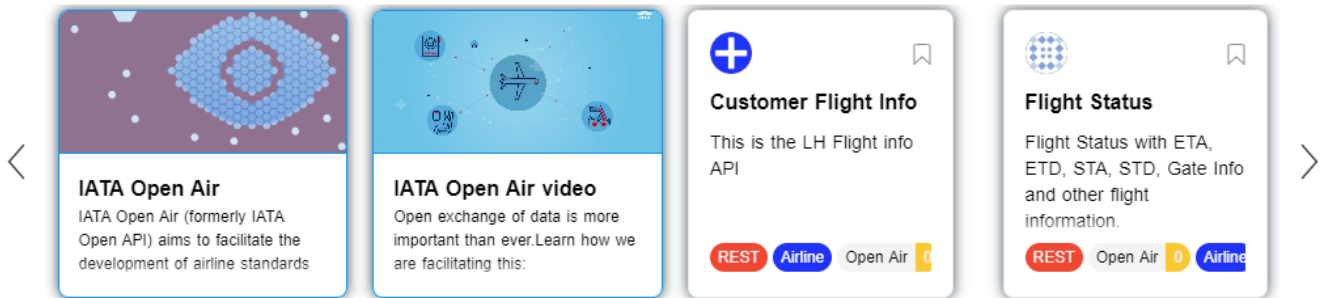 IATA Open Air
IATA Open Air (formerly IATA
Open API) aims to facilitate the
development of airline standards
IATA Open Air video
Open exchange of data is more
important than ever.Learn how we
are facilitating this:
Customer Flight Info
This is the LH Flight info
API
REST Airline Open Air 0
Flight Status
Flight Status with ETA,
ETD, STA, STD, Gate Info
and other flight
information.
REST Open Air 0 Airline